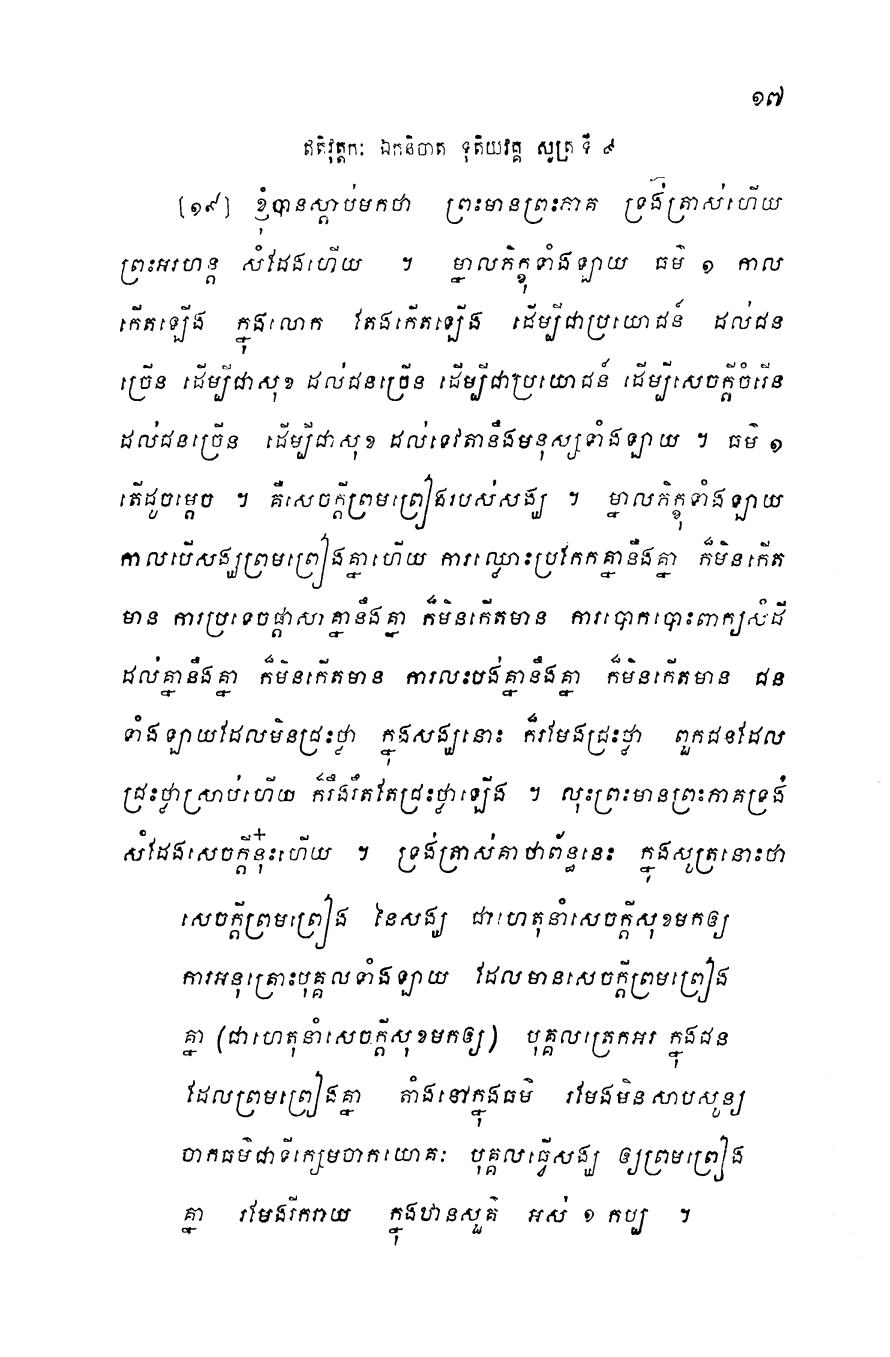 ១៧
ឥតិវុត្តកៈ ឯកនិបាត ទុតិយវគ្គ សូត្រ ទី ៩
[១៩] ខ្ញុំបានស្តាប់មកថា ព្រះមានព្រះភាគ ទ្រង់ត្រាស់ហើយ
ព្រះអរហន្ត សំដែងហើយ ។ ម្នាលភិក្ខុទាំងឡាយ ធម៌ ១ កាល
កើតឡើង ក្នុងលោក តែងកើតឡើង ដើម្បីជាប្រយោជន៍ ដល់ជន
ច្រើន ដើម្បីជាសុខ ដល់ជនច្រើន ដើម្បីជាប្រយោជន៍ ដើម្បីសេចក្តីចំរើន
ដល់ជនច្រើន ដើម្បីជាសុខ ដល់ទេវតានឹងមនុស្សទាំងឡាយ ។ ធម៌ ១
តើដូចម្តេច ។ គឺសេចក្តីព្រមព្រៀងរបស់សង្ឃ ។ ម្នាលភិក្ខុទាំងឡាយ
កាលបើសង្ឃព្រមព្រៀងគ្នាហើយ ការឈ្លោះប្រកែកគ្នានឹងគ្នា ក៏មិនកើត
មាន ការប្រទេចផ្តាសាគ្នានឹងគ្នា ក៏មិនកើតមាន ការបោកបោះពាក្យសំដី
ដល់គ្នានឹងគ្នា ក៏មិនកើតមាន ការលះបង់គ្នានឹងគ្នា ក៏មិនកើតមាន ជន
ទាំងឡាយដែលមិនជ្រះថ្លា ក្នុងសង្ឃនោះ ក៏រមែងជ្រះថ្លា ពួកជនដែល
ជ្រះថ្លាស្រាប់ហើយ ក៏រឹងរឹតតែជ្រះថ្លាឡើង ។ លុះព្រះមានព្រះភាគទ្រង់
សំដែងសេចក្តីនុ៎ះហើយ ។ ទ្រង់ត្រាស់គាថាព័ន្ធនេះ ក្នុងសូត្រនោះថា
សេចក្តីព្រមព្រៀង នៃសង្ឃ ជាហេតុនាំសេចក្តីសុខមកឲ្យ
ការអនុគ្រោះបុគ្គលទាំងឡាយ ដែលមានសេចក្តីព្រមព្រៀង
គ្នា (ជាហេតុនាំសេចក្តីសុខមកឲ្យ) បុគ្គលត្រេកអរ ក្នុងជន
ដែលព្រមព្រៀងគ្នា តាំងនៅក្នុងធម៌ រមែងមិនសាបសូន្យ
ចាកធម៌ជាទីក្សេមចាកយោគៈ បុគ្គលធ្វើសង្ឃ ឲ្យព្រមព្រៀង
គ្នា រមែងរីករាយ ក្នុងឋានសួគ៌ អស់ ១ កប្ប ។